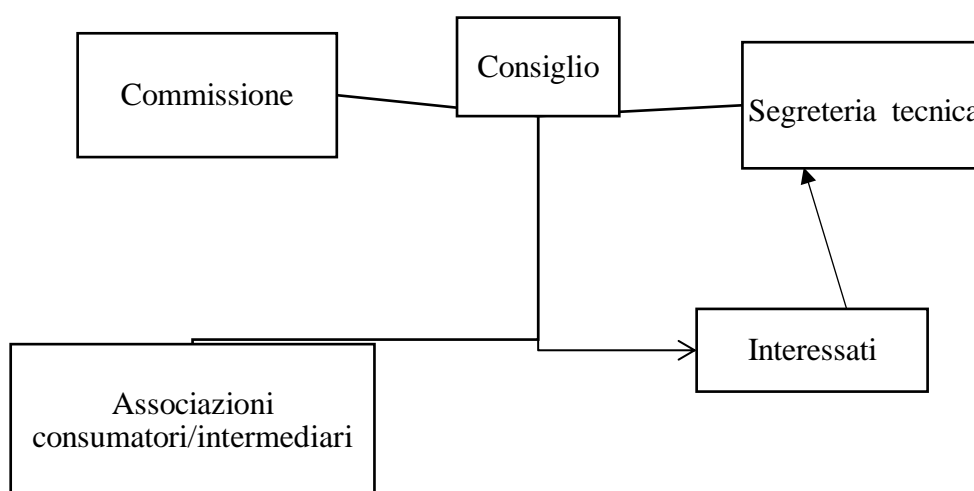 Commissione
Consiglio
Segreteria tecnica
Interessati
Associazioni
consumatori/intermediari